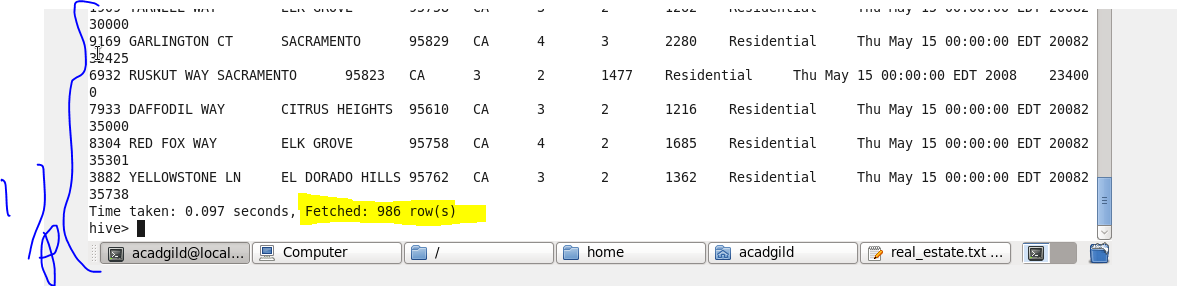 30000
9169 GARLINGTON CT SACRAMENTO 95829 CA 4 3 2280 Residential Thu May 15 00:00:00 EDT 20082
32425
6932 RUSKUT WAY SACRAMENTO 95823 CA 3 2 1477 Residential Thu May 15 00:00:00 EDT 2008 23400
0
7933 DAFFODIL WAY CITRUS HEIGHTS 95610 CA 3 2 1216 Residential Thu May 15 00:00:00 EDT 20082
35000
8304 RED FOX WAY ELK GROVE 95758 CA 4 2 1685 Residential Thu May 15 00:00:00 EDT 20082
35301
3882 YELLOWSTONE LN EL DORADO HILLS 95762 CA 3 2 1362 Residential Thu May 15 00:00:00 EDT 20082
35738
Time taken: 0.097 seconds, Fetched: 986 row(s)
hive>
acadgild@local... Computer / home acadgild real_estate.txt ...